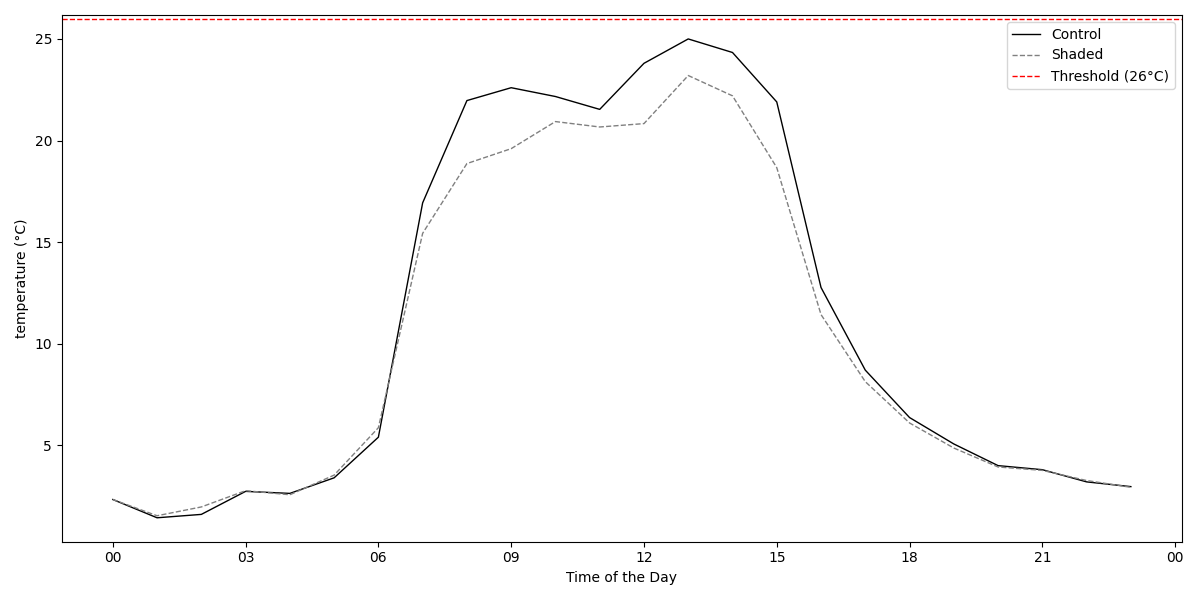 Control
Shaded
Threshold (26°C)
25
20
15
10
5
temperature (°C)
00 03 06 09 12 15 18 21 00
Time of the Day